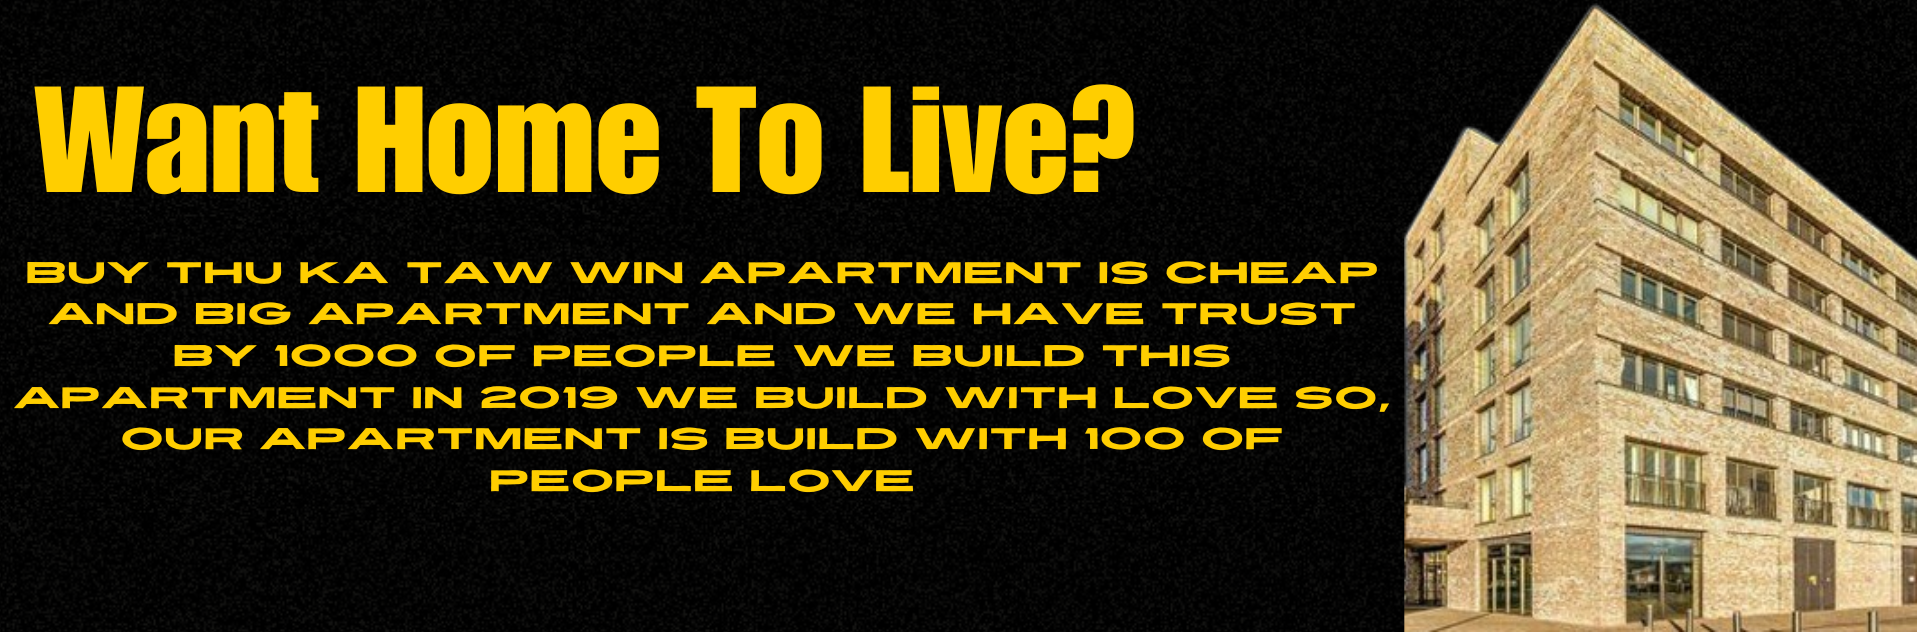 Want Home To Live?
BUY THU KA TAW WIN APARTMENT IS CHEAP
AND BIG APARTMENT AND WE HAVE TRUST
BY 1000 OF PEOPLE WE BUILD THIS
APARTMENT IN 2019 WE BUILD WITH LOVE SO,
OUR APARTMENT IS BUILD WITH 100 OF
PEOPLE LOVE